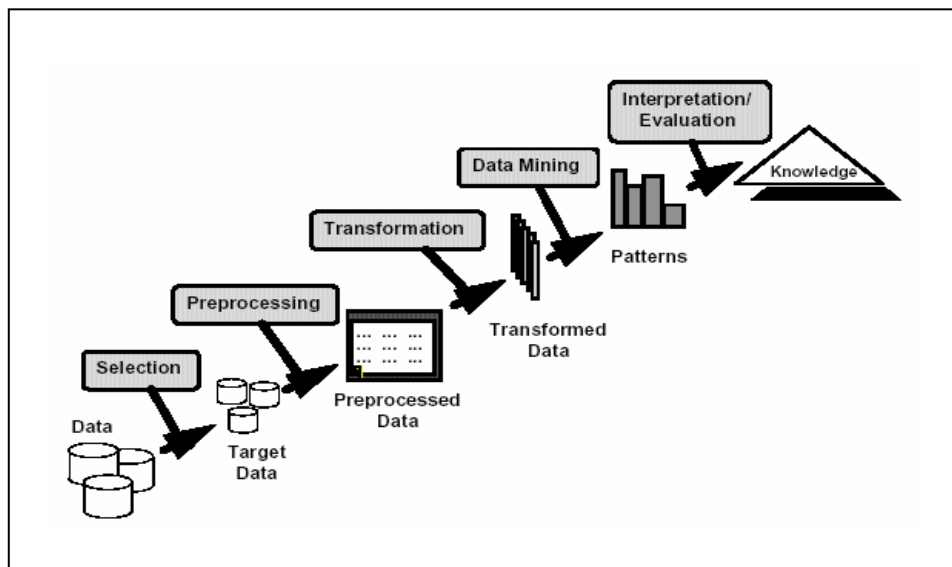 Data
Selection
Target
Data
Preprocessing
Preprocessed
Data
Transformation
Transformed
Data
Data Mining
Patterns
Interpretation/
Evaluation
Knowledge